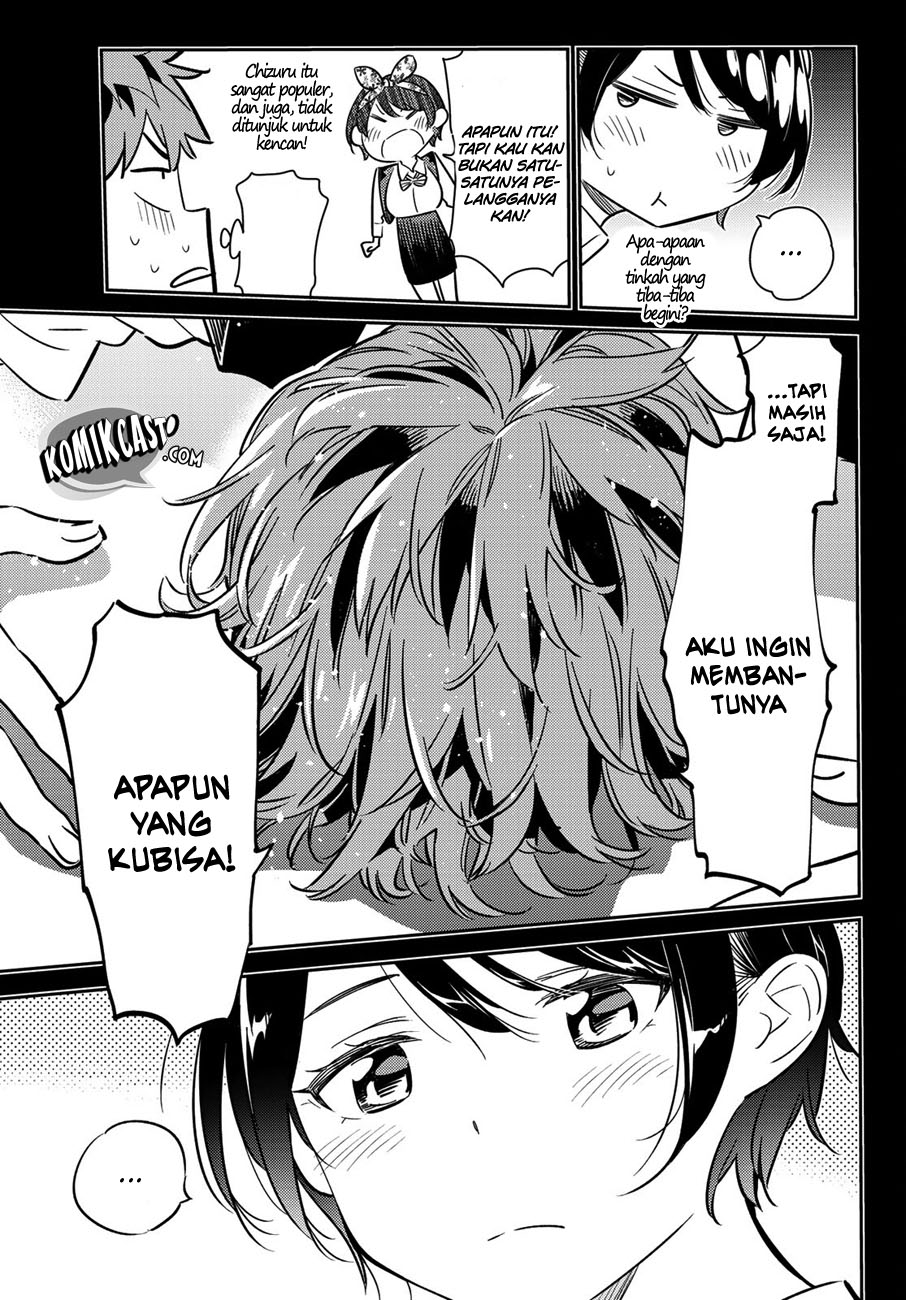 ...
Apa-apaan
dengan
tinkah yang
tiba-tiba
begini?
APAPUN ITU!
TAPI KAU KAN
BUKAN SATU-
SATUNYA PE-
LANGGANYA
KAN!
Chizuru itu
sangat populer,
dan juga, tidak
ditunjuk untuk
kencan!
...TAPI
MASIH
SAJA!
AKU INGIN
MEMBAN-
TUNYA
APAPUN
YANG
KUBISA!
KOMIKCAST
.COM
...